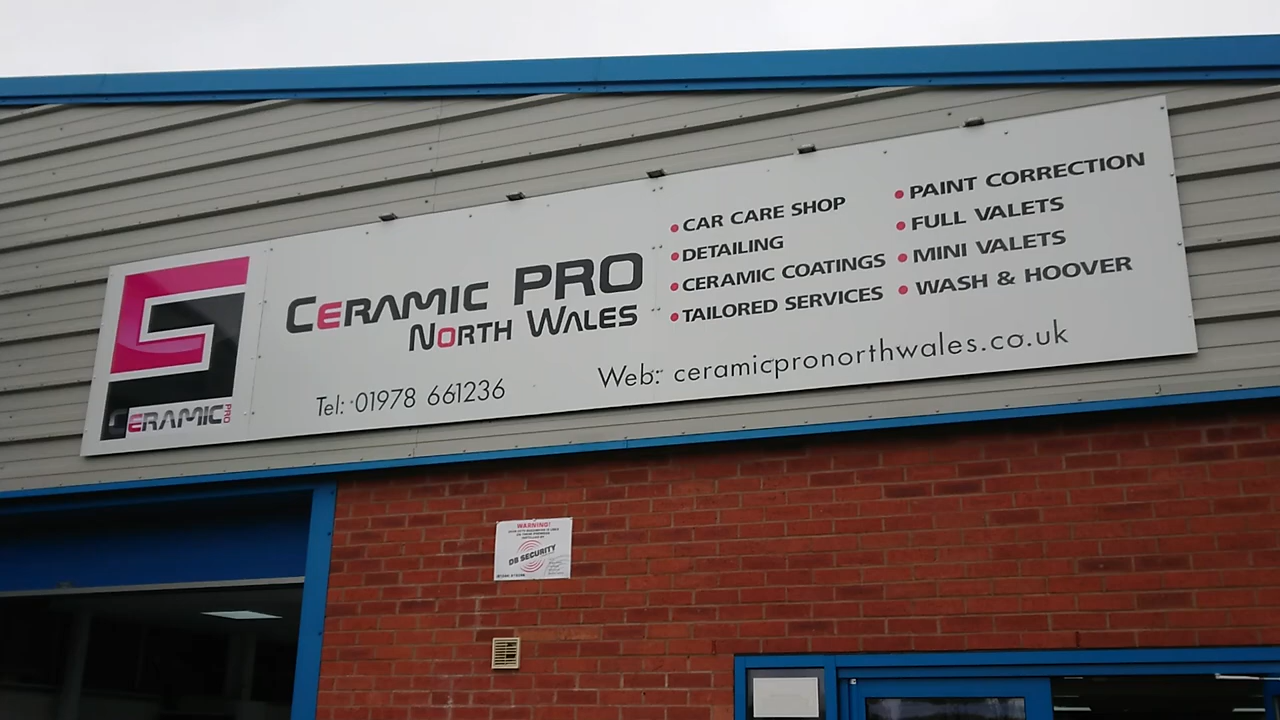 CERAMIC PRO
CERAMIC PRO
NORTH WALES
Tel: 01978 661236
Web: ceramicpronorthwales.co.uk
CAR CARE SHOP
DETAILING
CERAMIC COATINGS
TAILORED SERVICES
PAINT CORRECTION
FULL VALETS
MINI VALETS
WASH & HOOVER
WARNING!
DB SECURITY